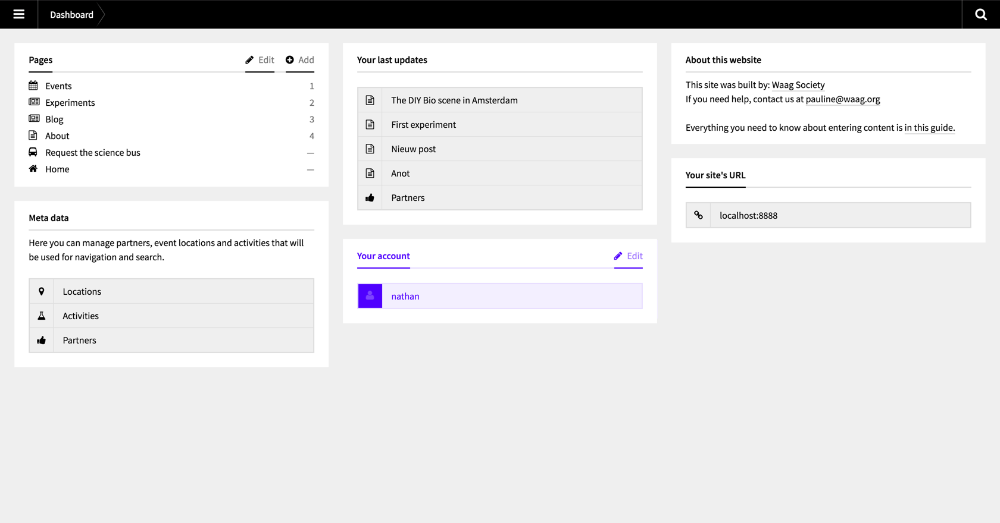 Dashboard
Pages
Edit
Add
Events 1
Experiments 2
Blog 3
About 4
Request the science bus —
Home —
Meta data
Here you can manage partners, event locations and activities that will
be used for navigation and search.
Locations
Activities
Partners
Your last updates
The DIY Bio scene in Amsterdam
First experiment
Nieuw post
Anot
Partners
Your account
Edit
nathan
About this website
This site was built by: Waag Society
If you need help, contact us at pauline@waag.org
Everything you need to know about entering content is in this guide.
Your site's URL
localhost:8888